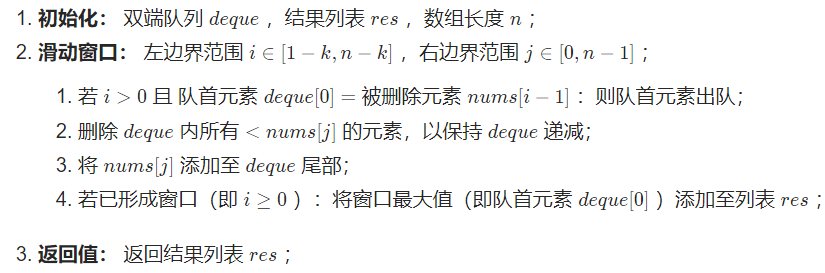 1. 初始化： 双端队列 deque ，结果列表 res ，数组长度 n ；
2. 滑动窗口： 左边界范围 i ∈ [1 − k, n − k] ，右边界范围 j ∈ [0, n − 1] ；
1. 若 i > 0 且 队首元素 deque[0] = 被删除元素 nums[i − 1] ：则队首元素出队；
2. 删除 deque 内所有 < nums[j] 的元素，以保持 deque 递减；
3. 将 nums[j] 添加至 deque 尾部；
4. 若已形成窗口（即 i ≥ 0 ）：将窗口最大值（即队首元素 deque[0] ）添加至列表 res ；
3. 返回值： 返回结果列表 res ；